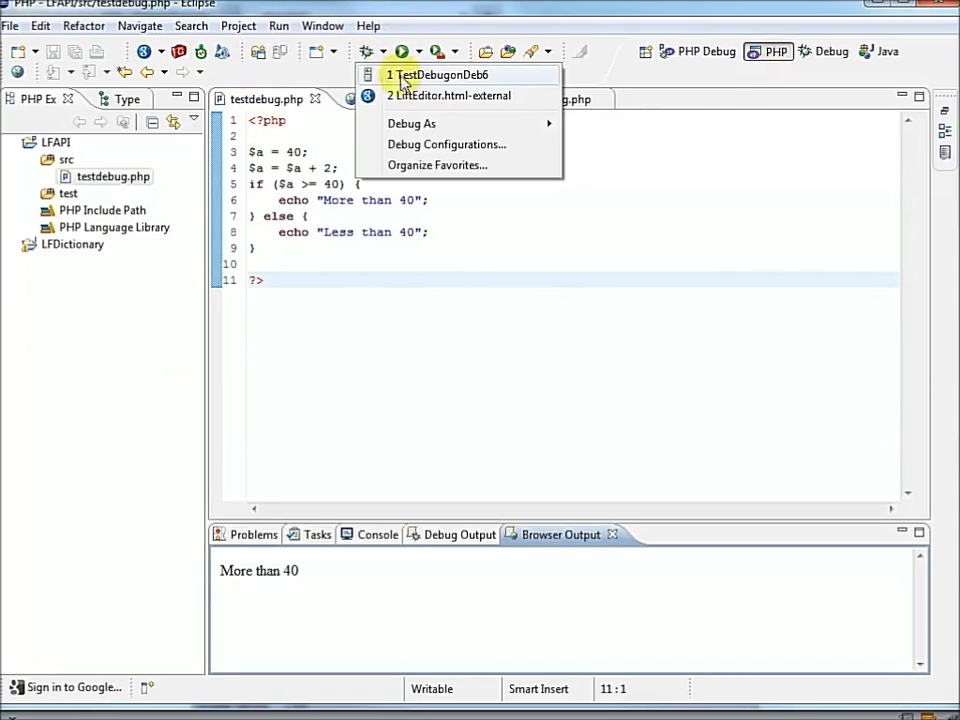 PHP - LFAPI/src/testdebug.php - Eclipse
File Edit Refactor Navigate Search Project Run Window Help
PHP Debug PHP Debug Java
PHP Ex Type testdebug.php g.php
1 TestDebugonDeb6
2 LiftEditor.html-external
Debug As
Debug Configurations...
Organize Favorites...
LFAPI
src
testdebug.php
test
PHP Include Path
PHP Language Library
LFDictionary
1 <?php
2
3 $a = 40;
4 $a = $a + 2;
5 if ($a >= 40) {
6 echo "More than 40";
7 } else {
8 echo "Less than 40";
9 }
10
11 ?>
Problems Tasks Console Debug Output Browser Output
More than 40
Sign in to Google... Writable Smart Insert 11 : 1